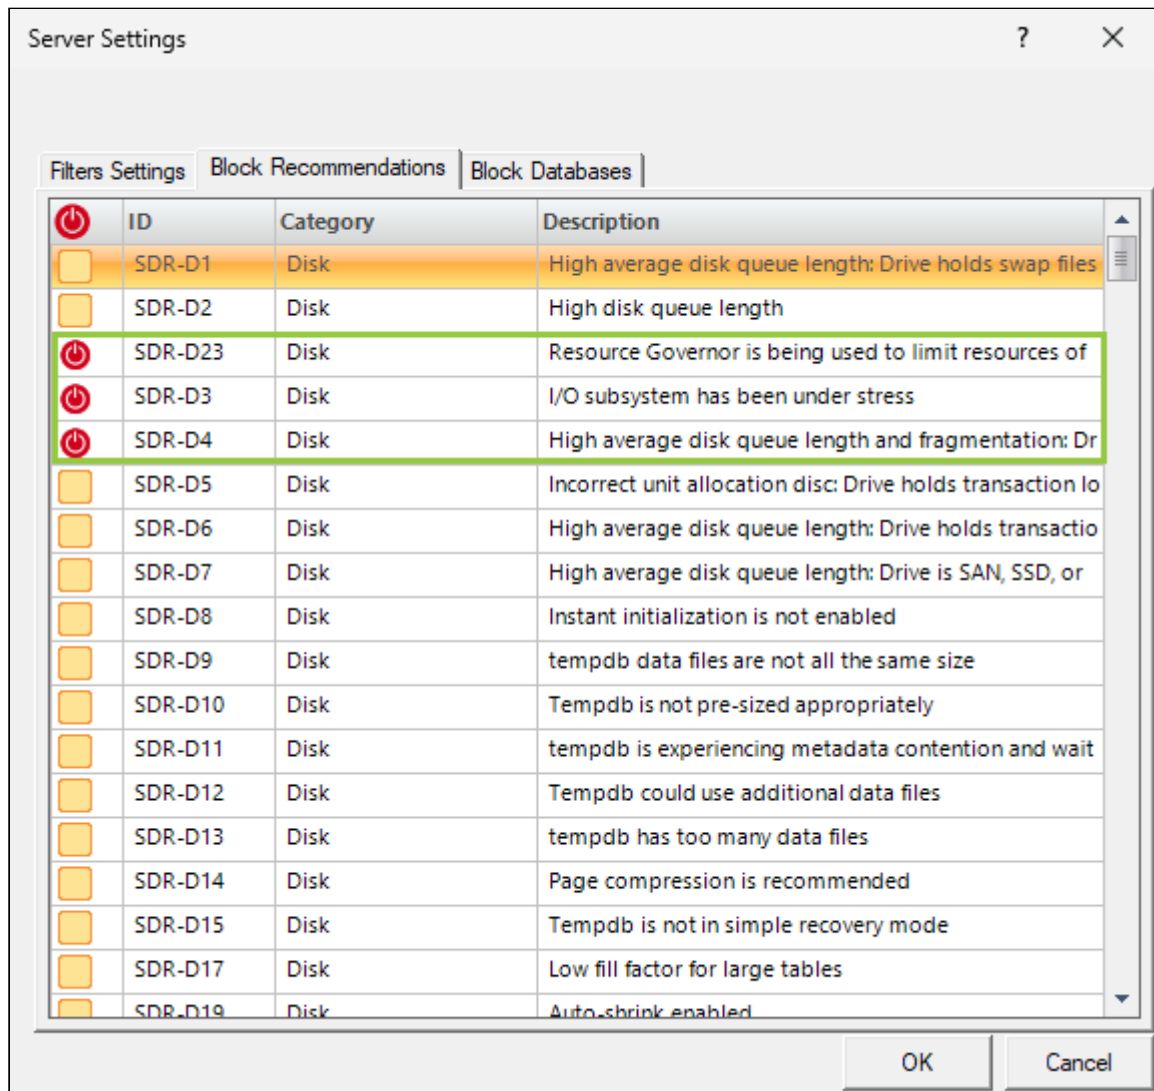 Server Settings ?
Filters Settings Block Recommendations Block Databases
ID Category Description
SDR-D1 Disk High average disk queue length: Drive holds swap files
SDR-D2 Disk High disk queue length
SDR-D23 Disk Resource Governor is being used to limit resources of
SDR-D3 Disk I/O subsystem has been under stress
SDR-D4 Disk High average disk queue length and fragmentation: Dr
SDR-D5 Disk Incorrect unit allocation disc: Drive holds transaction lo
SDR-D6 Disk High average disk queue length: Drive holds transactio
SDR-D7 Disk High average disk queue length: Drive is SAN, SSD, or
SDR-D8 Disk Instant initialization is not enabled
SDR-D9 Disk tempdb data files are not all the same size
SDR-D10 Disk Tempdb is not pre-sized appropriately
SDR-D11 Disk tempdb is experiencing metadata contention and wait
SDR-D12 Disk Tempdb could use additional data files
SDR-D13 Disk tempdb has too many data files
SDR-D14 Disk Page compression is recommended
SDR-D15 Disk Tempdb is not in simple recovery mode
SDR-D17 Disk Low fill factor for large tables
SDR-D19 Disk Auto-shrink enabled
OK Cancel